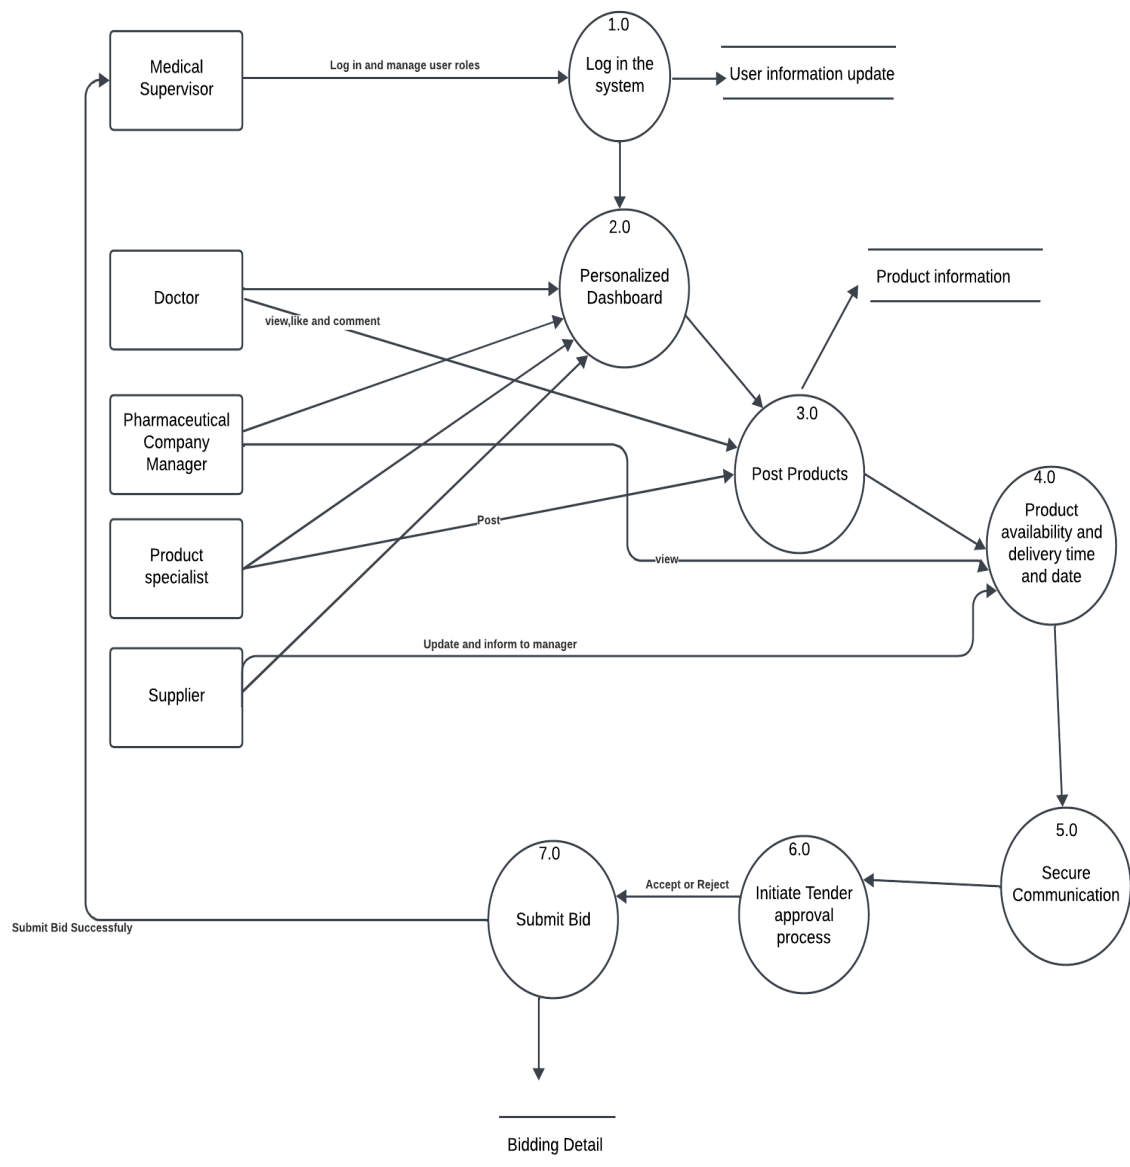 1.0
Log in the
system
Medical
Supervisor
Log in and manage user roles
User information update
2.0
Personalized
Dashboard
Doctor
view,like and comment
Product information
Pharmaceutical
Company
Manager
3.0
Post Products
4.0
Product
availability and
delivery time
and date
Product
specialist
Post
view
Supplier
Update and inform to manager
5.0
Secure
Communication
6.0
Initiate Tender
approval
process
Accept or Reject
7.0
Submit Bid
Submit Bid Successfuly
Bidding Detail